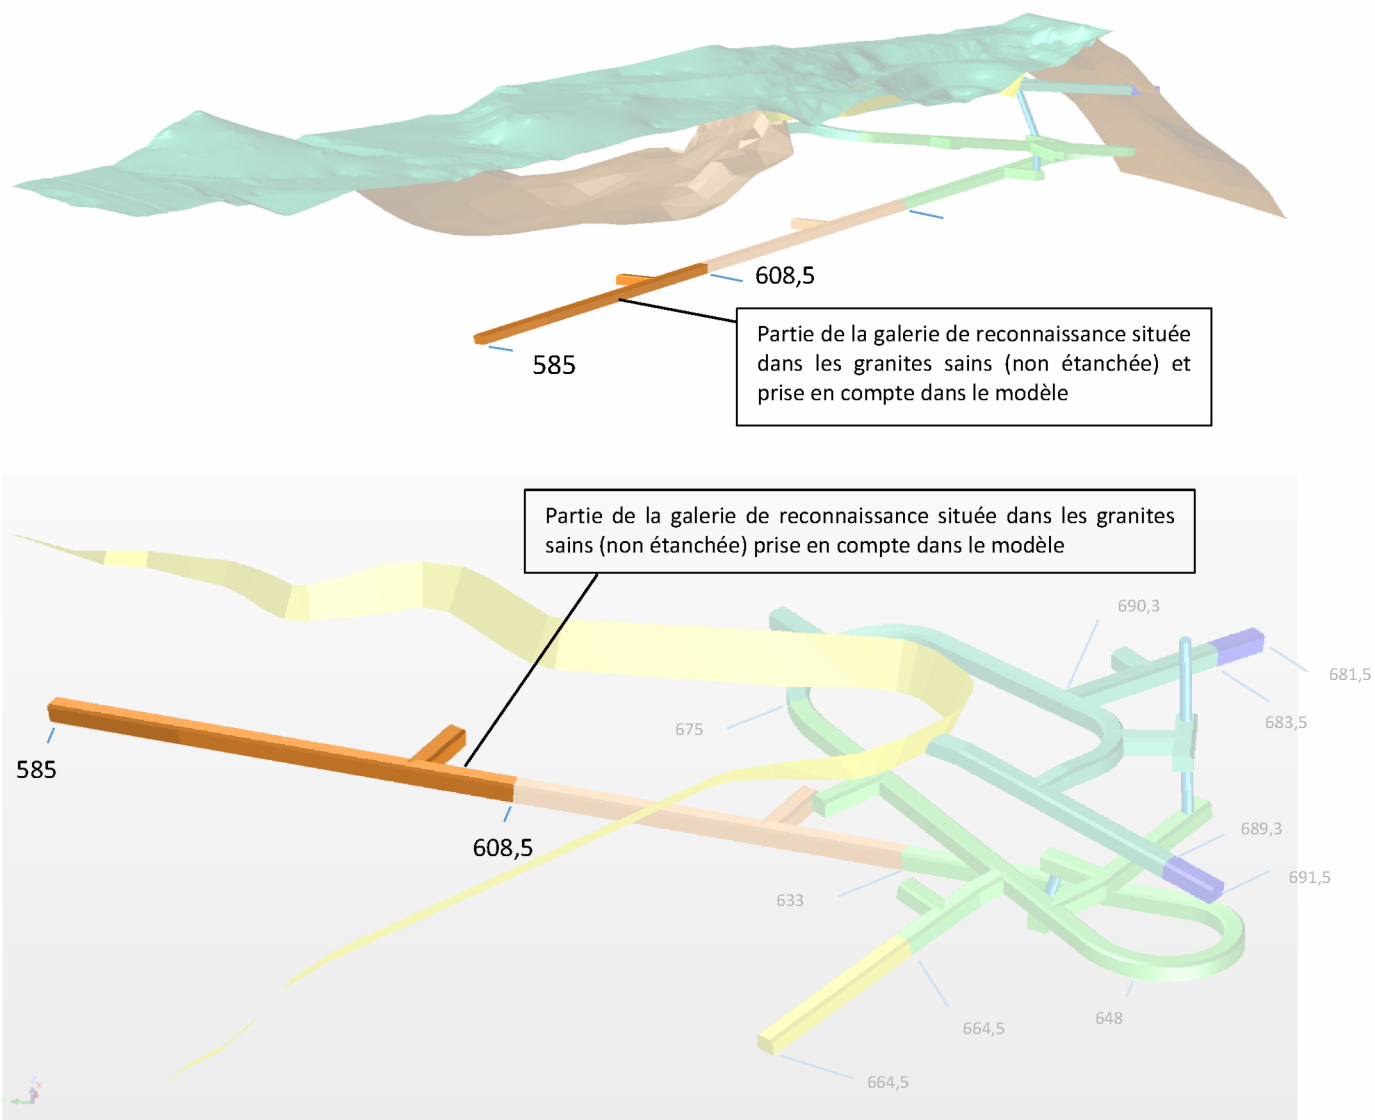 608,5
Partie de la galerie de reconnaissance située
dans les granites sains (non étanchée) et
prise en compte dans le modèle
585
Partie de la galerie de reconnaissance située dans les granites
sains (non étanchée) prise en compte dans le modèle
690,3
681,5
683,5
675
585
608,5
689,3
691,5
633
664,5
648
664,5